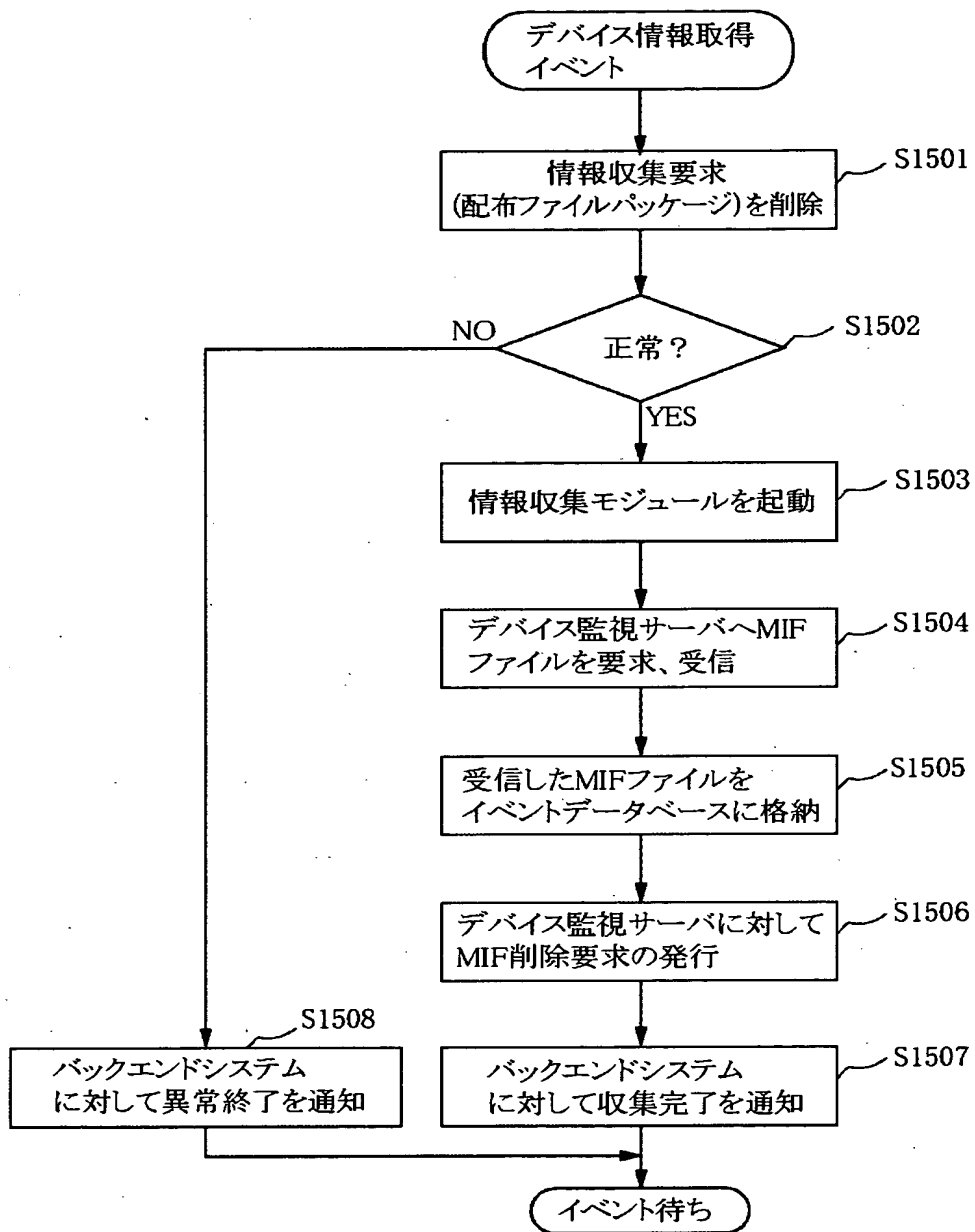 デバイス情報取得
イベント
S1501
情報収集要求
(配布ファイルパッケージ)を削除
NO
S1502
正常?
YES
S1503
情報収集モジュールを起動
S1504
デバイス監視サーバへMIF
ファイルを要求、受信
S1505
受信したMIFファイルを
イベントデータベースに格納
S1506
デバイス監視サーバに対して
MIF削除要求の発行
S1508
バックエンドシステム
に対して異常終了を通知
S1507
バックエンドシステム
に対して収集完了を通知
イベント待ち